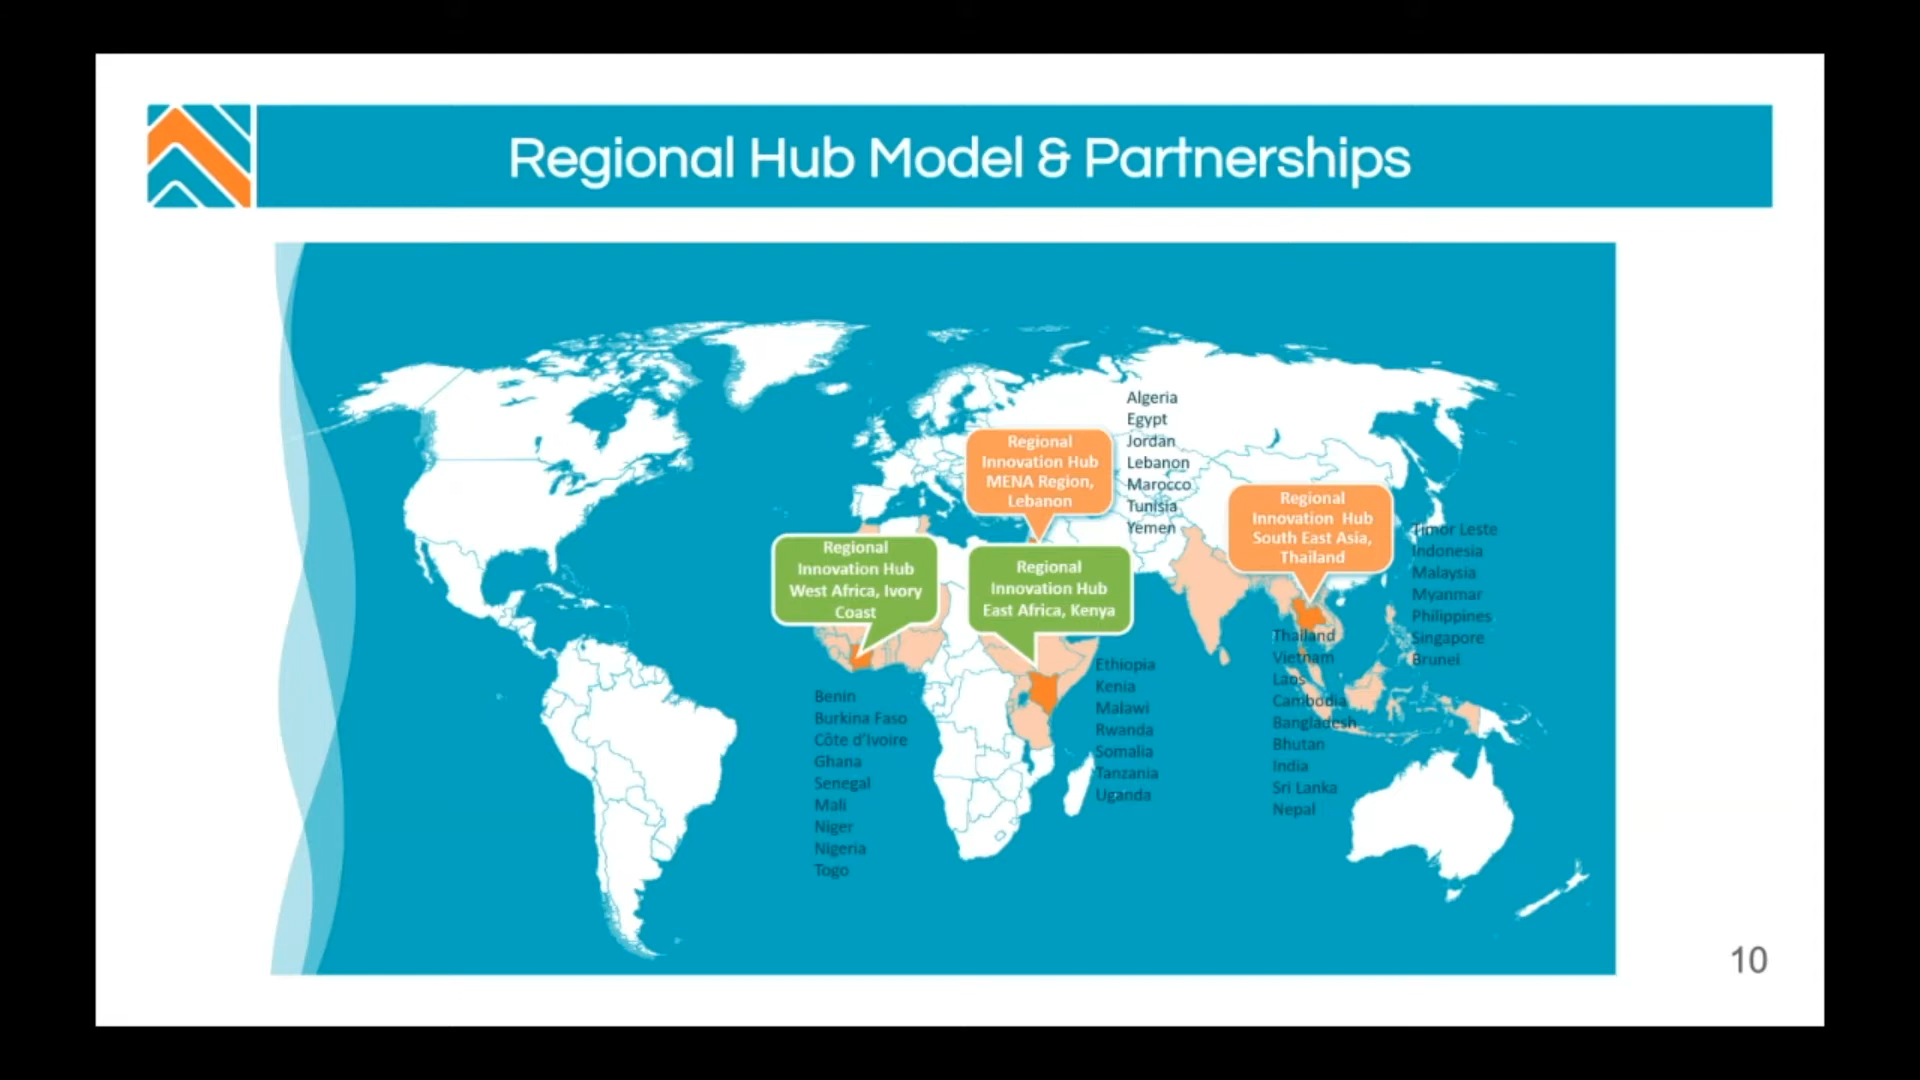 Regional Hub Model & Partnerships
Algeria
Egypt
Jordan
Lebanon
Marocco
Tunisia
Yemen
Regional
Innovation Hub
MENA Region,
Lebanon
Regional
Innovation Hub
South East Asia,
Thailand
Timor Leste
Indonesia
Malaysia
Myanmar
Philippines
Singapore
Brunei
Regional
Innovation Hub
West Africa, Ivory
Coast
Regional
Innovation Hub
East Africa, Kenya
Thailand
Vietnam
Laos
Cambodia
Bangladesh
Bhutan
India
Sri Lanka
Nepal
Ethiopia
Kenia
Malawi
Rwanda
Somalia
Tanzania
Uganda
Benin
Burkina Faso
Côte d'Ivoire
Ghana
Senegal
Mali
Niger
Nigeria
Togo
10